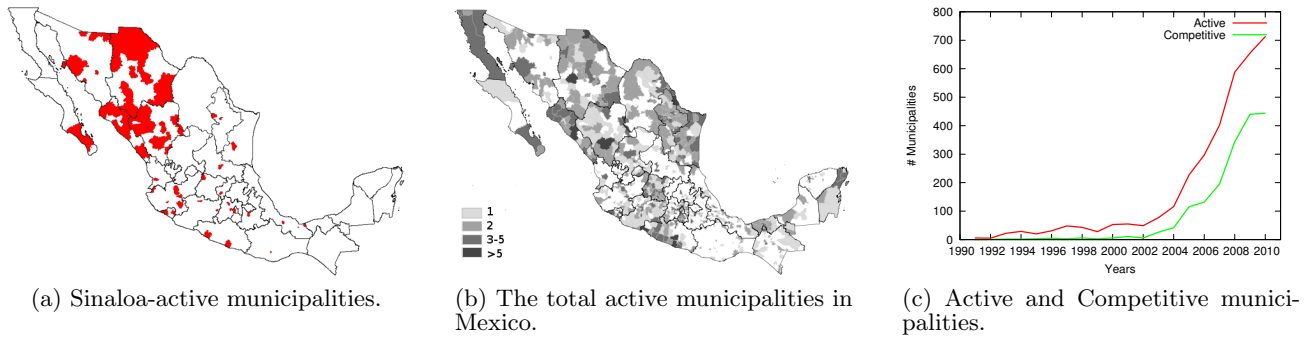 1
2
3-5
>5
800
700
600
500
400
300
200
100
0
# Municipalities
Active
Competitive
1990 1992 1994 1996 1998 2000 2002 2004 2006 2008 2010
Years
(a) Sinaloa-active municipalities.
(b) The total active municipalities in
Mexico.
(c) Active and Competitive munici-
palities.